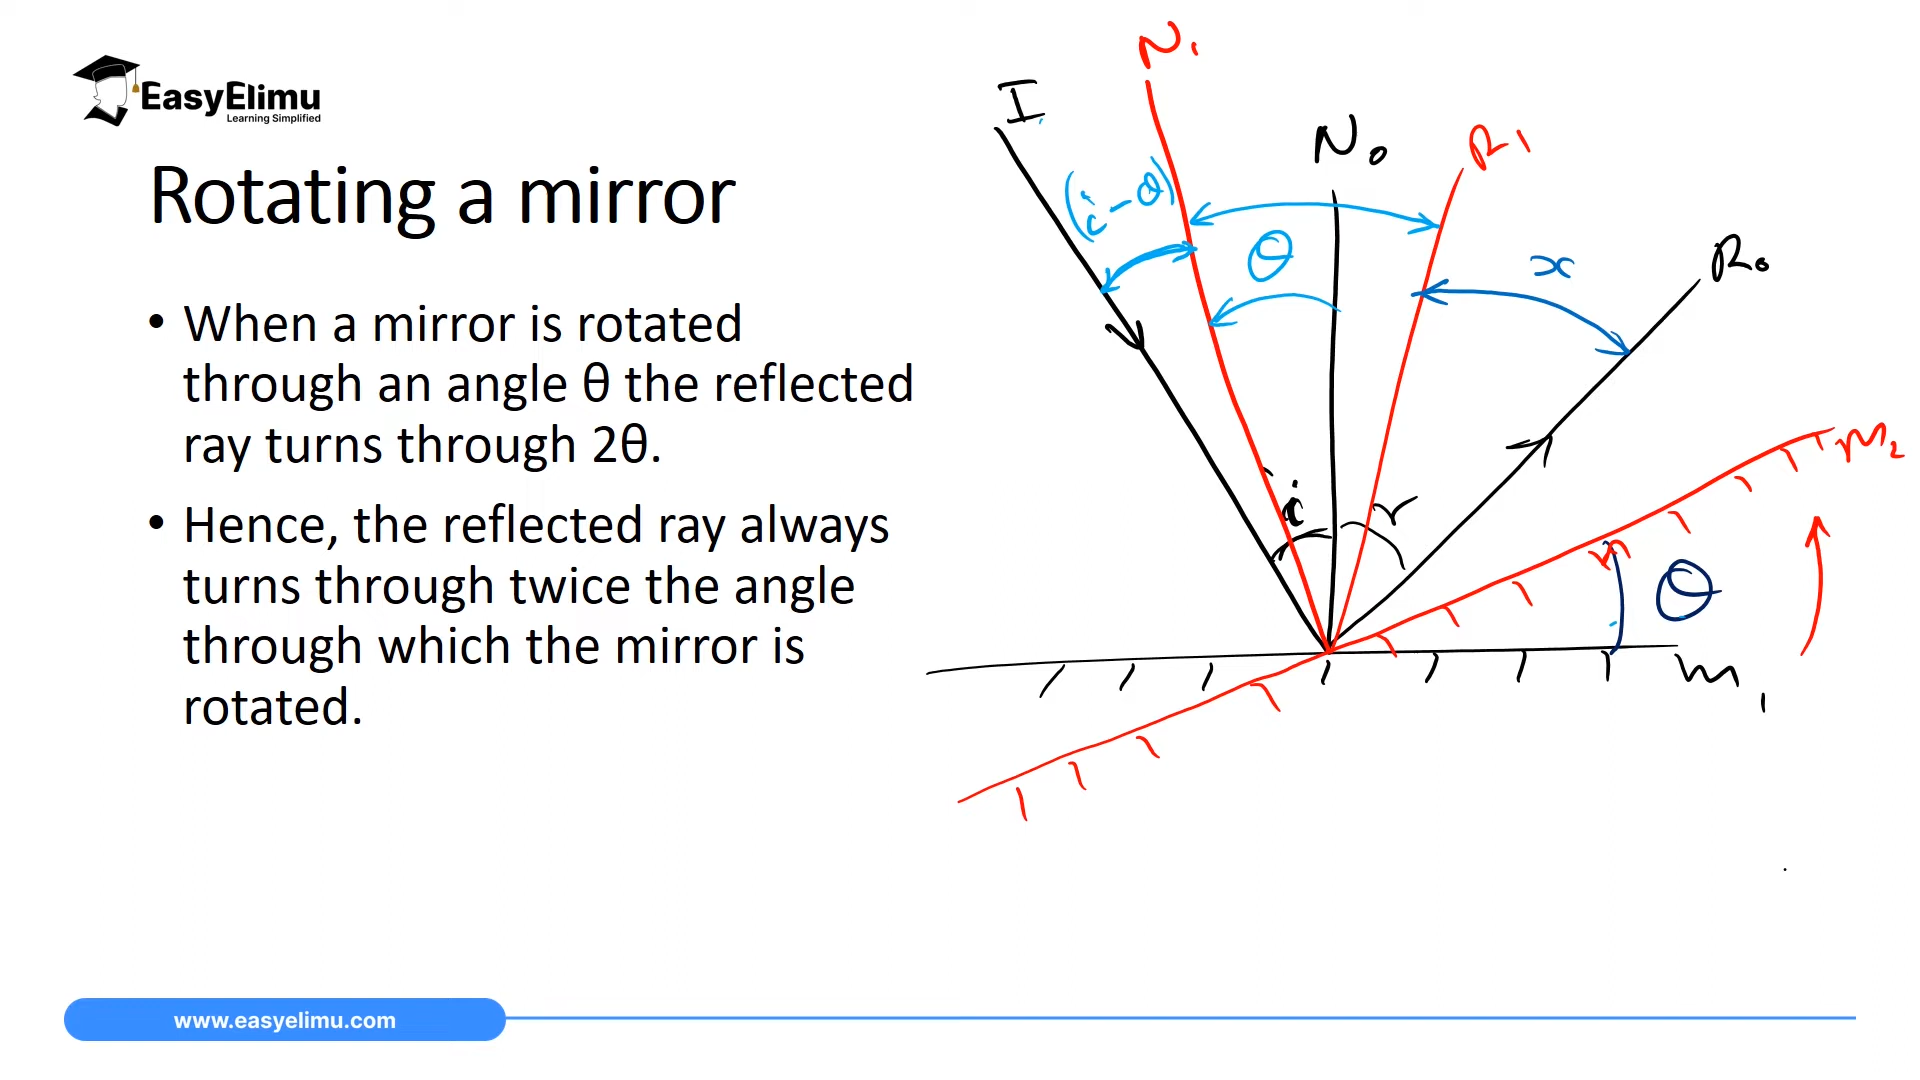 EasyElimu
Learning Simplified
Rotating a mirror
• When a mirror is rotated
through an angle θ the reflected
ray turns through 2θ.
• Hence, the reflected ray always
turns through twice the angle
through which the mirror is
rotated.
N₁
I
N₀
R₁
(i-θ)
θ
x
R₀
i
r
M₂
θ
m₁
www.easyelimu.com